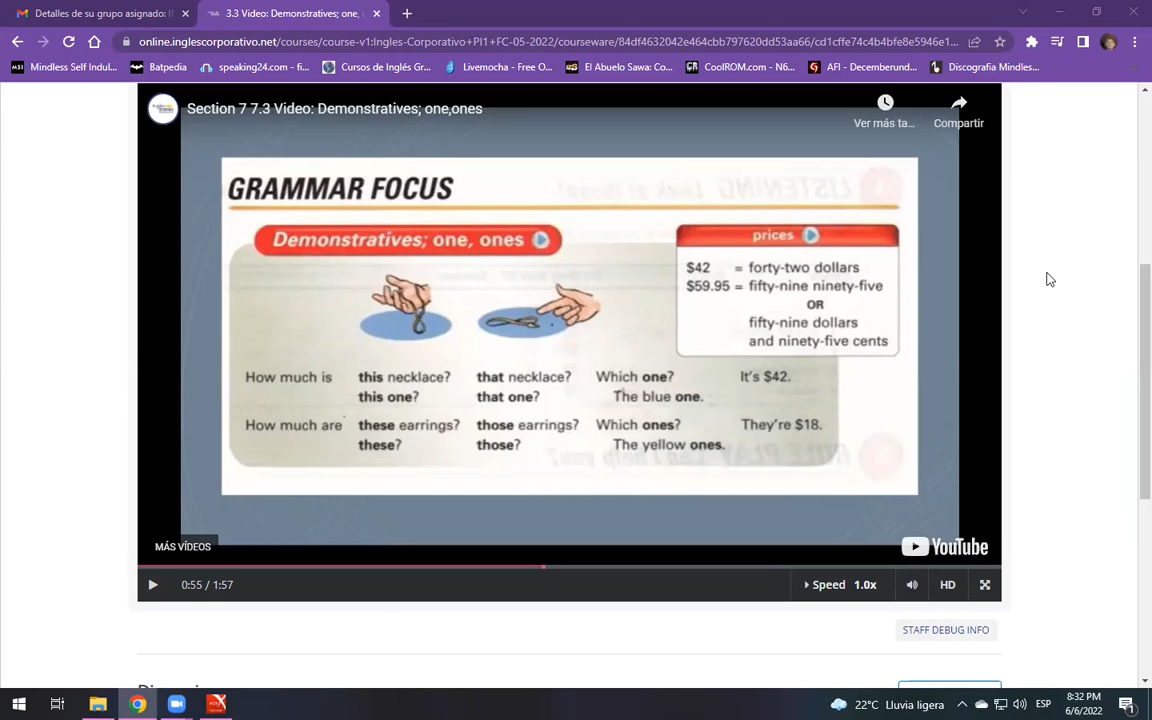 Detalles de su grupo asignado: I
3.3 Video: Demonstratives; one,
online.inglescorporativo.net/courses/course-v1:Ingles-Corporativo+PI1+FC-05-2022/courseware/84df4632042e464cbb797620dd53aa66/cd1cffe74c4b4bfe8e5946e1...
Mindless Self Indul...
Batpedia
speaking24.com - fi...
Cursos de Inglés Gr...
Livemocha - Free O...
El Abuelo Sawa: Co...
CoolROM.com - N6...
AFI - Decemberund...
Discografia Mindles...
Section 7 7.3 Video: Demonstratives; one,ones
Ver más ta...
Compartir
GRAMMAR FOCUS
Demonstratives; one, ones
prices
$42 = forty-two dollars
$59.95 = fifty-nine ninety-five
OR
fifty-nine dollars
and ninety-five cents
How much is this necklace? that necklace? Which one? It's $42.
this one? that one? The blue one.
How much are these earrings? those earrings? Which ones? They're $18.
these? those? The yellow ones.
MÁS VÍDEOS
YouTube
0:55 / 1:57
Speed 1.0x
HD
STAFF DEBUG INFO
22°C Lluvia ligera
ESP
8:32 PM
6/6/2022